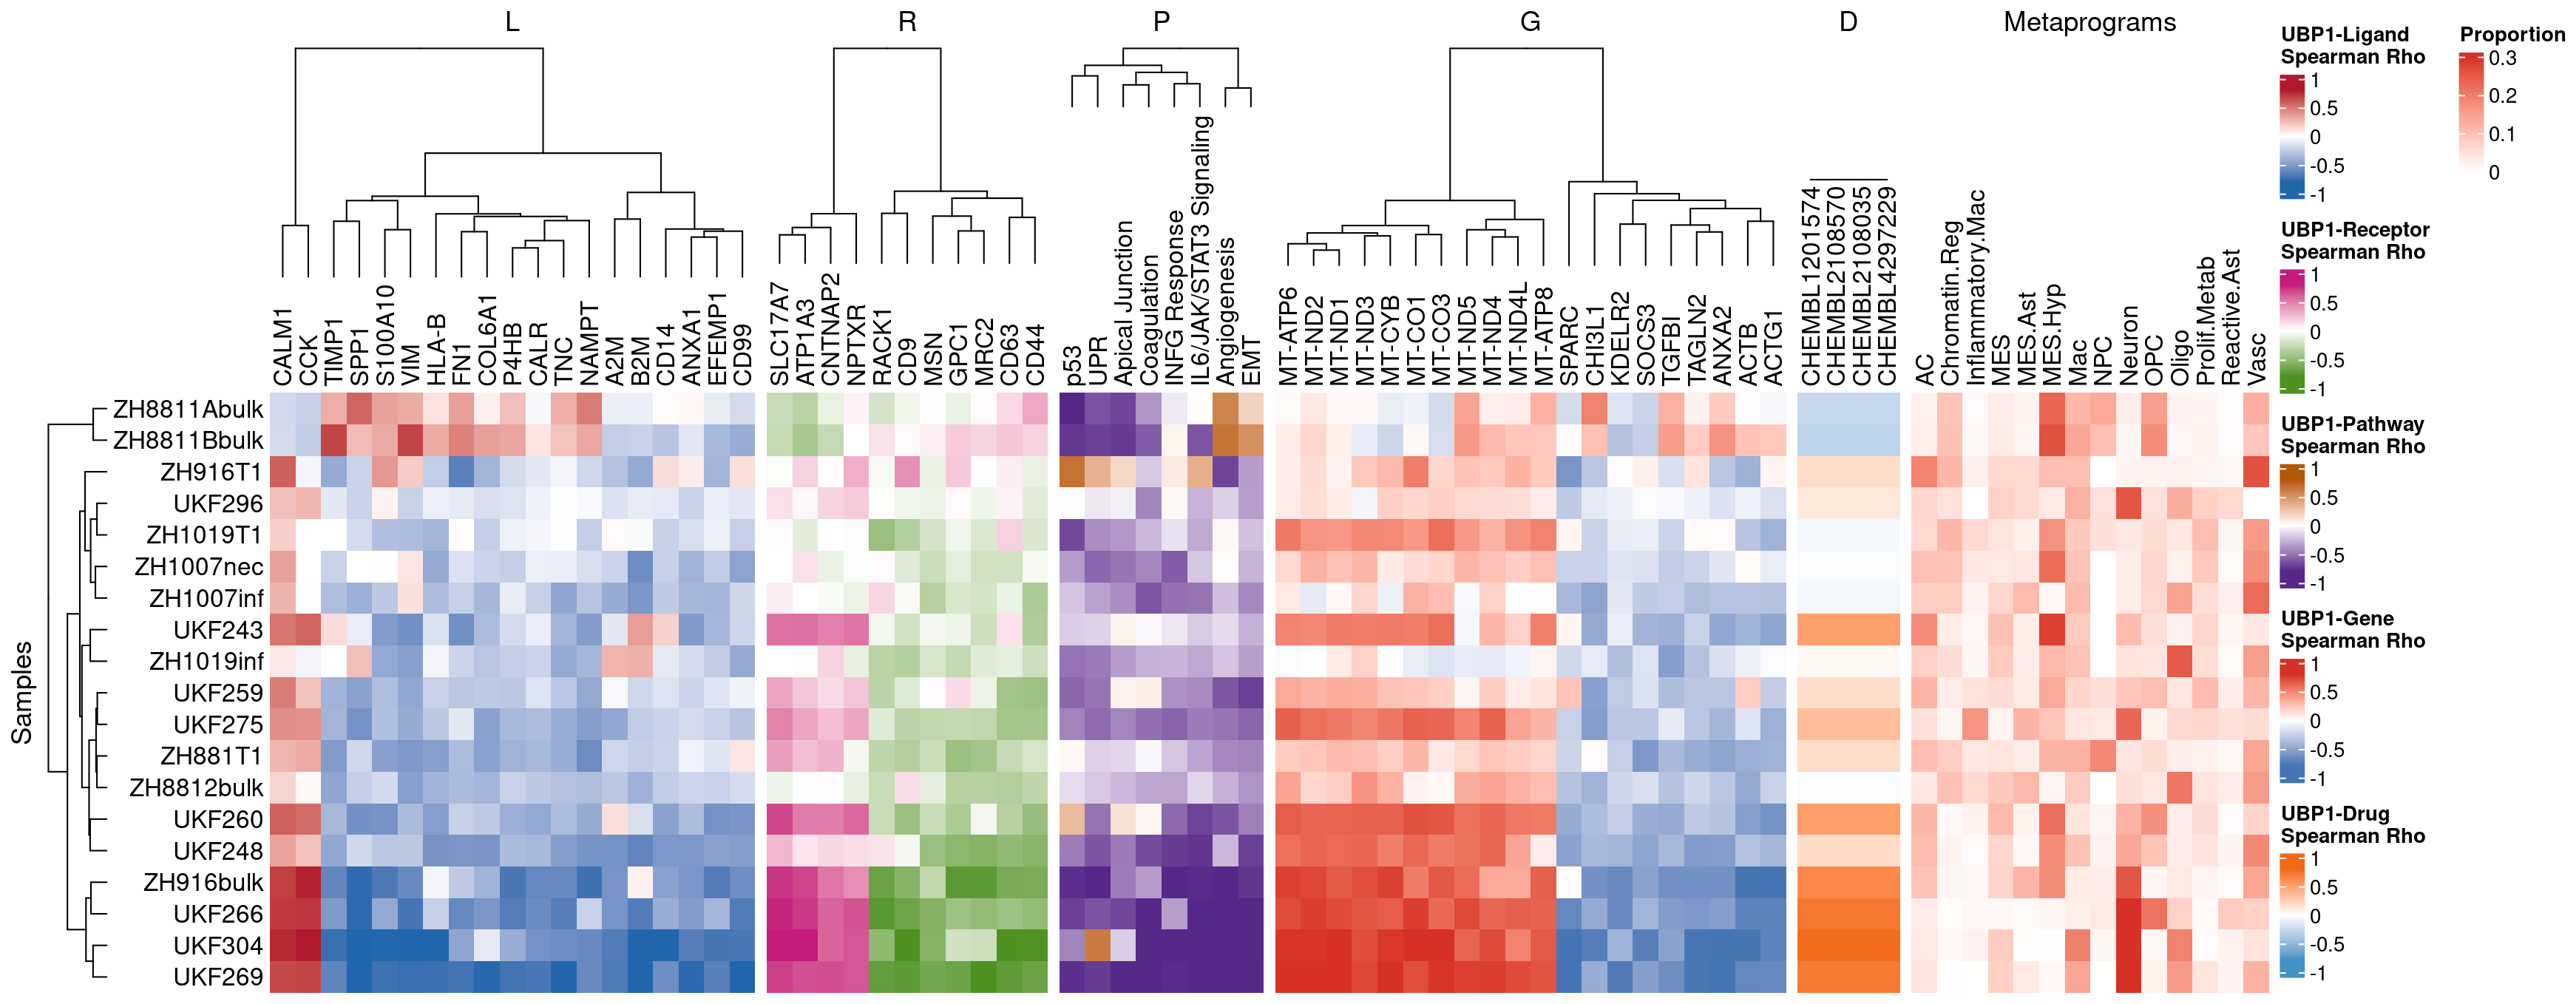 L R P G D Metaprograms
CALM1
CCK
TIMP1
SPP1
S100A10
VIM
HLA-B
FN1
COL6A1
P4HB
CALR
TNC
NAMPT
A2M
B2M
CD14
ANXA1
EFEMP1
CD99
SLC17A7
ATP1A3
CNTNAP2
NPTXR
RACK1
CD9
MSN
GPC1
MRC2
CD63
CD44
p53
UPR
Apical Junction
Coagulation
INFG Response
IL6/JAK/STAT3 Signaling
Angiogenesis
EMT
MT-ATP6
MT-ND2
MT-ND1
MT-ND3
MT-CYB
MT-CO1
MT-CO3
MT-ND5
MT-ND4
MT-ND4L
MT-ATP8
SPARC
CHI3L1
KDELR2
SOCS3
TGFBI
TAGLN2
ANXA2
ACTB
ACTG1
CHEMBL1201574
CHEMBL2108570
CHEMBL2108035
CHEMBL4297229
AC
Chromatin.Reg
Inflammatory.Mac
MES
MES.Ast
MES.Hyp
Mac
NPC
Neuron
OPC
Oligo
Prolif.Metab
Reactive.Ast
Vasc
Samples
ZH8811Abulk
ZH8811Bbulk
ZH916T1
UKF296
ZH1019T1
ZH1007nec
ZH1007inf
UKF243
ZH1019inf
UKF259
UKF275
ZH881T1
ZH8812bulk
UKF260
UKF248
ZH916bulk
UKF266
UKF304
UKF269
UBP1-Ligand
Spearman Rho
1
0.5
0
-0.5
-1
UBP1-Receptor
Spearman Rho
1
0.5
0
-0.5
-1
UBP1-Pathway
Spearman Rho
1
0.5
0
-0.5
-1
UBP1-Gene
Spearman Rho
1
0.5
0
-0.5
-1
UBP1-Drug
Spearman Rho
1
0.5
0
-0.5
-1
Proportion
0.3
0.2
0.1
0